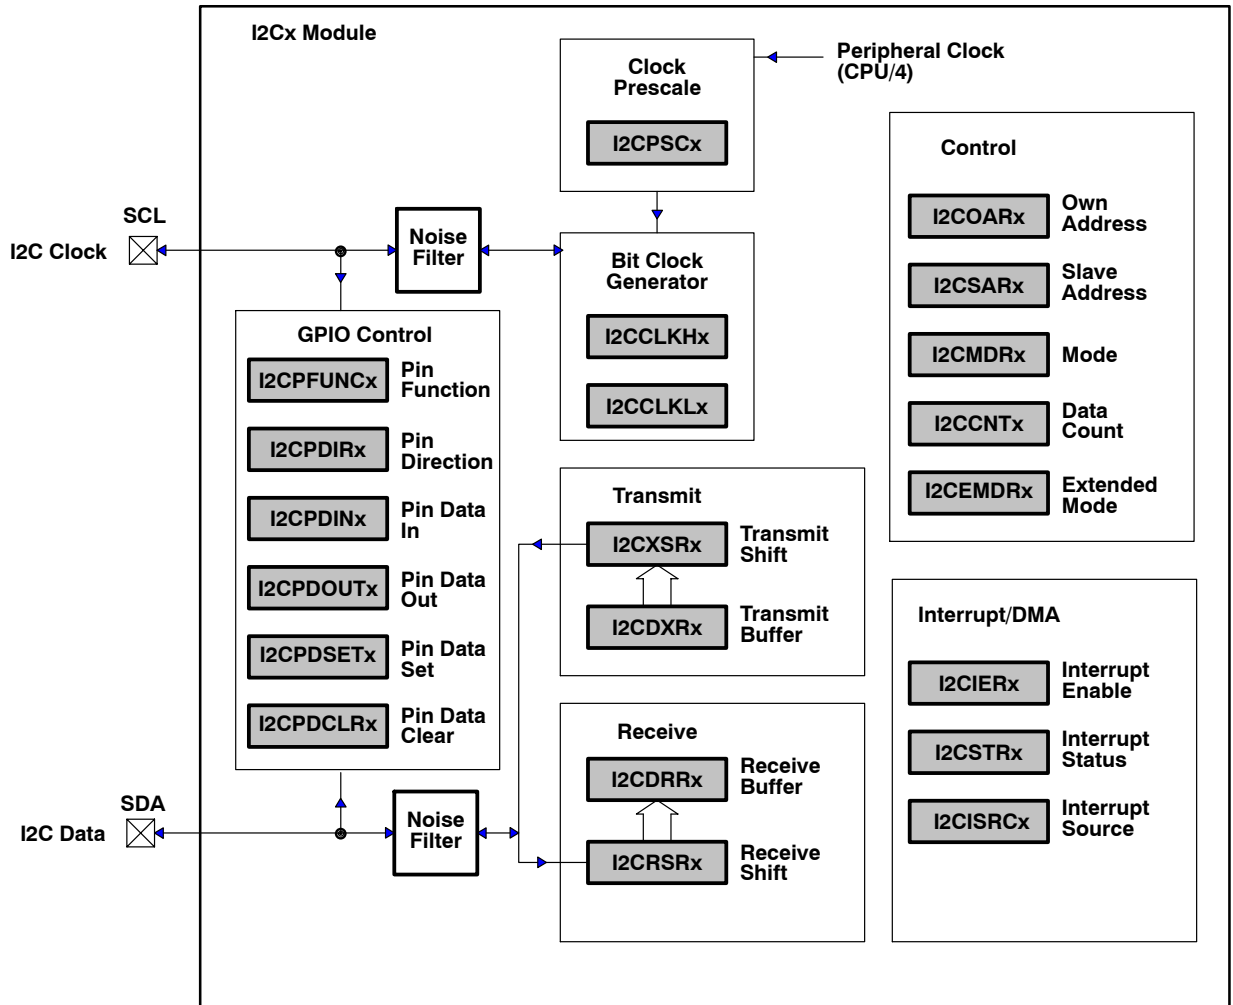 I2Cx Module
Peripheral Clock
(CPU/4)
Clock
Prescale
I2CPSCx
Control
I2COARx
Own
Address
I2CSARx
Slave
Address
I2CMDRx
Mode
I2CCNTx
Data
Count
I2CEMDRx
Extended
Mode
SCL
I2C Clock
Noise
Filter
Bit Clock
Generator
I2CCLKHx
I2CCLKLx
GPIO Control
I2CPFUNCx
Pin
Function
I2CPDIRx
Pin
Direction
I2CPDINx
Pin Data
In
I2CPDOUTx
Pin Data
Out
I2CPDSETx
Pin Data
Set
I2CPDCLRx
Pin Data
Clear
Transmit
I2CXSRx
Transmit
Shift
I2CDXRx
Transmit
Buffer
Interrupt/DMA
I2CIERx
Interrupt
Enable
I2CSTRx
Interrupt
Status
I2CISRCx
Interrupt
Source
Receive
I2CDRRx
Receive
Buffer
I2CRSRx
Receive
Shift
SDA
I2C Data
Noise
Filter